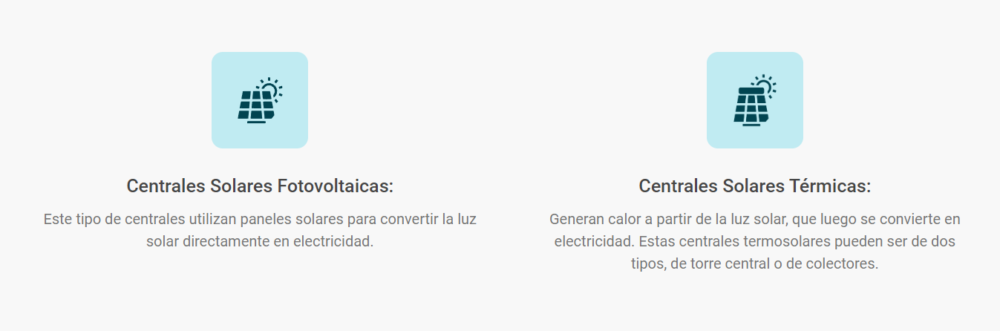 Centrales Solares Fotovoltaicas:
Este tipo de centrales utilizan paneles solares para convertir la luz
solar directamente en electricidad.
Centrales Solares Térmicas:
Generan calor a partir de la luz solar, que luego se convierte en
electricidad. Estas centrales termosolares pueden ser de dos
tipos, de torre central o de colectores.